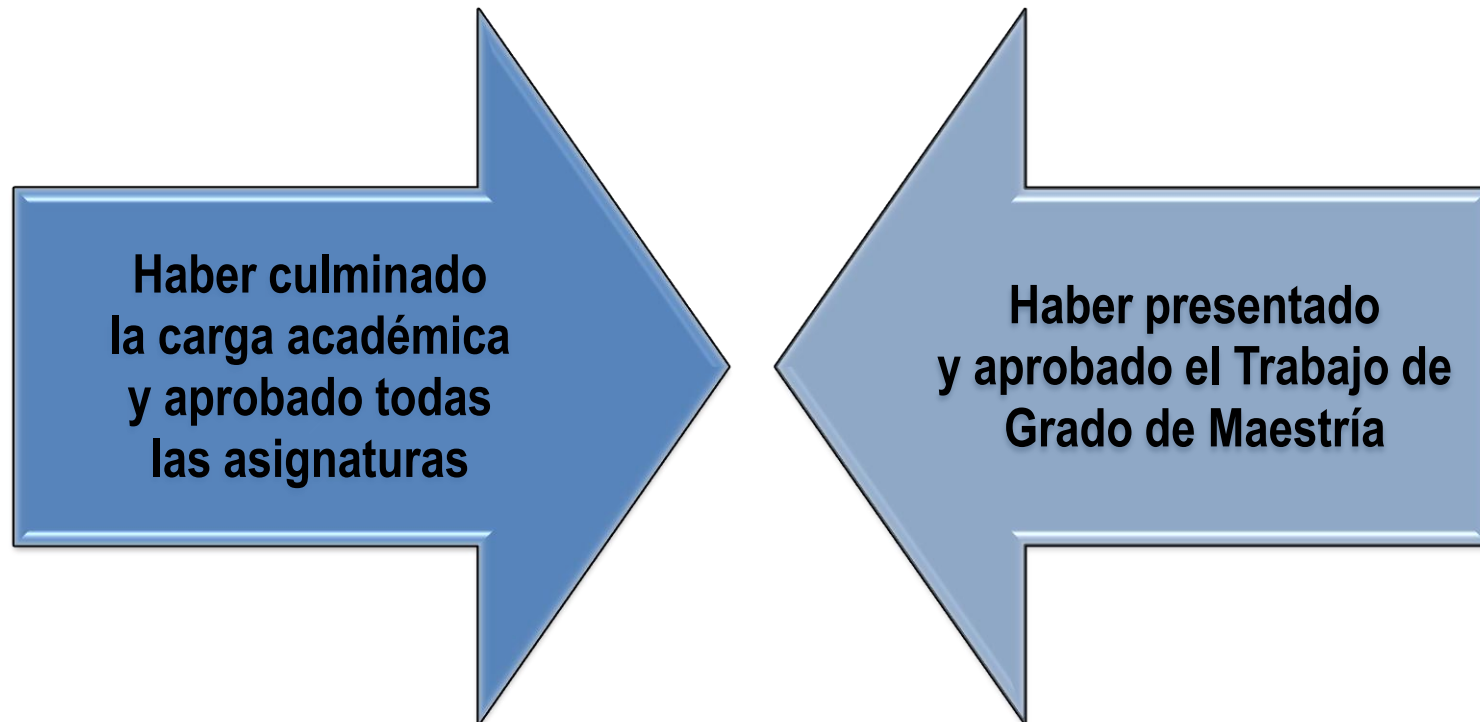 Haber culminado
la carga académica
y aprobado todas
las asignaturas
Haber presentado
y aprobado el Trabajo de
Grado de Maestría